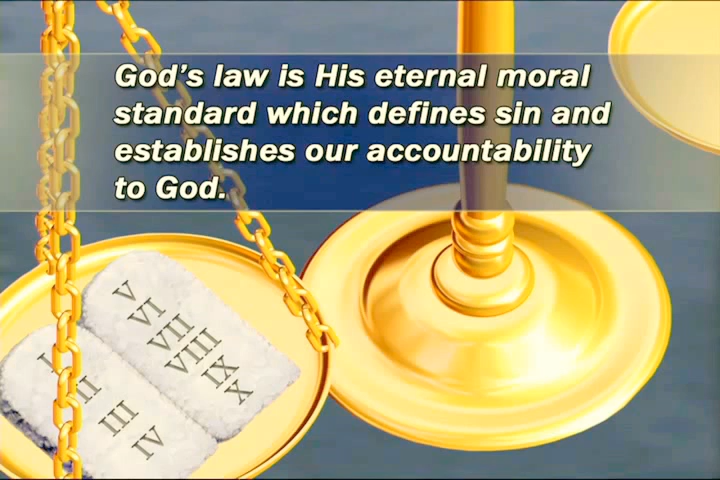 God's law is His eternal moral
standard which defines sin and
establishes our accountability
to God.
I
II
III
IV
V
VI
VII
VIII
IX
X